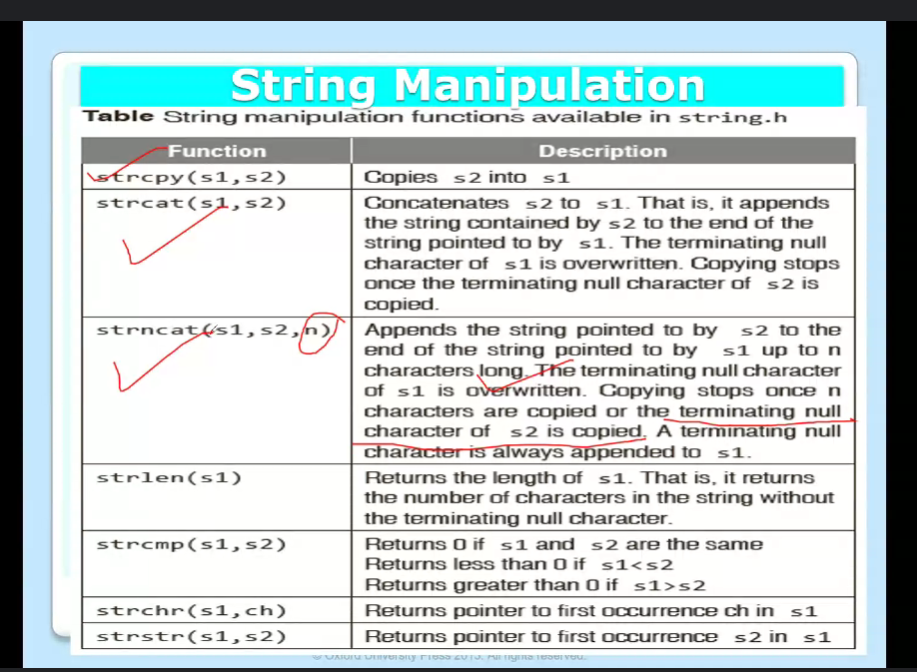 String Manipulation
Table String manipulation functions available in string.h
Function Description
strcpy(s1,s2) Copies s2 into s1
strcat(s1,s2) Concatenates s2 to s1. That is, it appends
the string contained by s2 to the end of the
string pointed to by s1. The terminating null
character of s1 is overwritten. Copying stops
once the terminating null character of s2 is
copied.
strncat(s1,s2,n) Appends the string pointed to by s2 to the
end of the string pointed to by s1 up to n
characters long. The terminating null character
of s1 is overwritten. Copying stops once n
characters are copied or the terminating null
character of s2 is copied. A terminating null
character is always appended to s1.
strlen(s1) Returns the length of s1. That is, it returns
the number of characters in the string without
the terminating null character.
strcmp(s1,s2) Returns 0 if s1 and s2 are the same
Returns less than 0 if s1<s2
Returns greater than 0 if s1>s2
strchr(s1,ch) Returns pointer to first occurrence ch in s1
strstr(s1,s2) Returns pointer to first occurrence s2 in s1
© Oxford University Press 2013. All rights reserved.